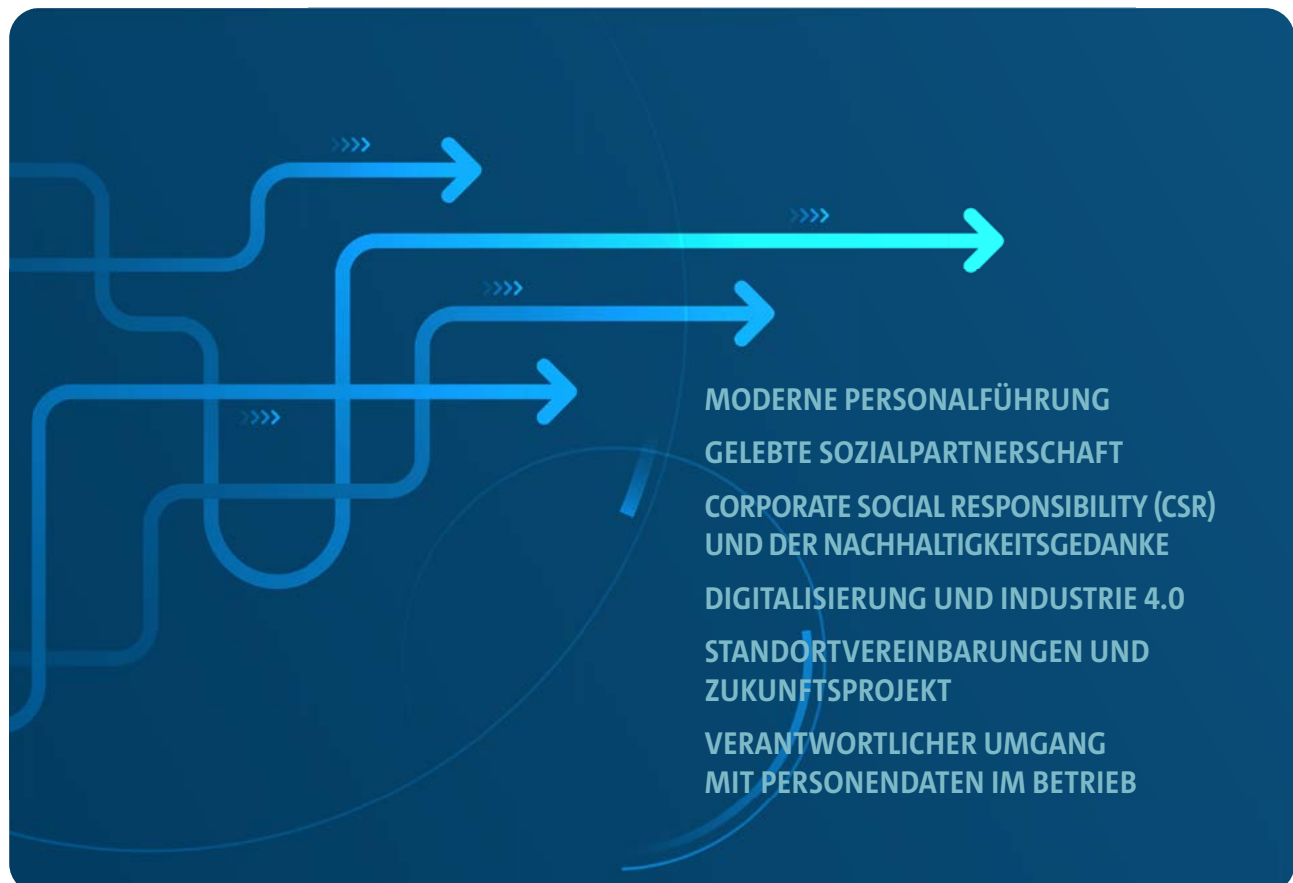 MODERNE PERSONALFÜHRUNG
GELEBTE SOZIALPARTNERSCHAFT
CORPORATE SOCIAL RESPONSIBILITY (CSR)
UND DER NACHHALTIGKEITSGEDANKE
DIGITALISIERUNG UND INDUSTRIE 4.0
STANDORTVEREINBARUNGEN UND
ZUKUNFTSPROJEKT
VERANTWORTLICHER UMGANG
MIT PERSONENDATEN IM BETRIEB